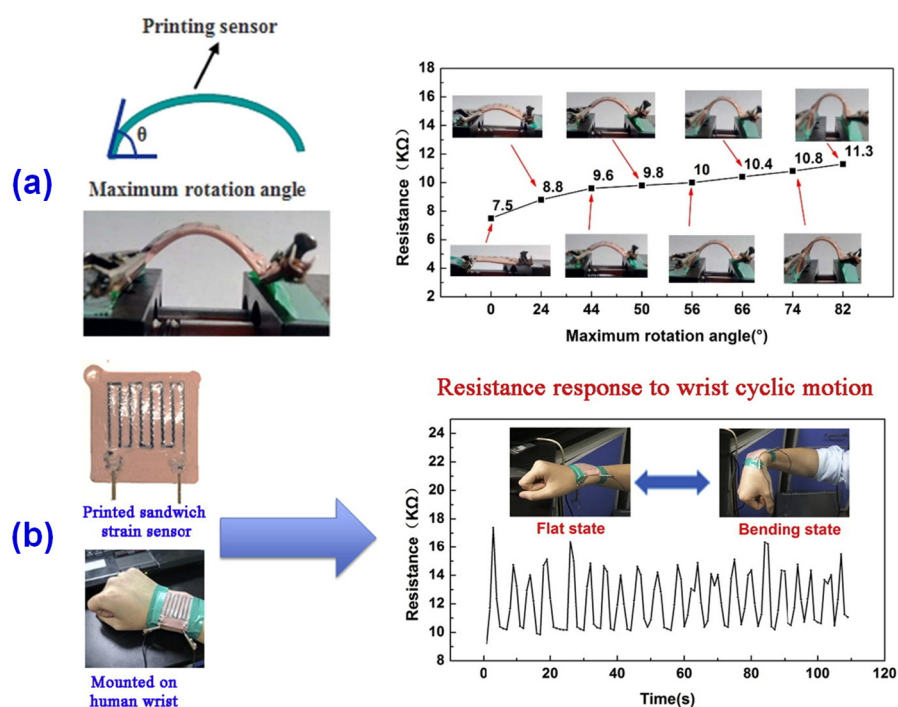 Printing sensor
θ
(a)
Maximum rotation angle
18
16
14
12
10
8
6
4
2
Resistance (KΩ)
7.5
8.8
9.6
9.8
10
10.4
10.8
11.3
0 24 44 50 56 66 74 82
Maximum rotation angle(°)
(b)
Printed sandwich
strain sensor
Mounted on
human wrist
Resistance response to wrist cyclic motion
24
22
20
18
16
14
12
10
8
Resistance (KΩ)
Flat state
Bending state
0 20 40 60 80 100 120
Time(s)